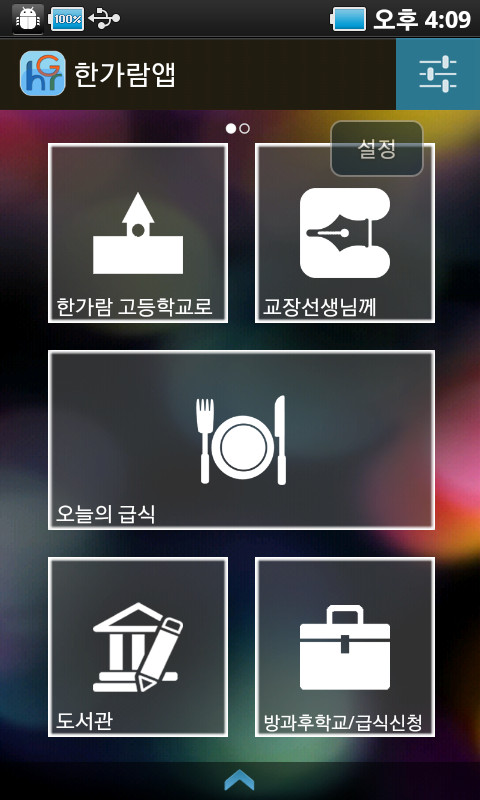 100%
오후 4:09
hGr 한가람앱
설정
한가람 고등학교로
교장선생님께
오늘의 급식
도서관
방과후학교/급식신청